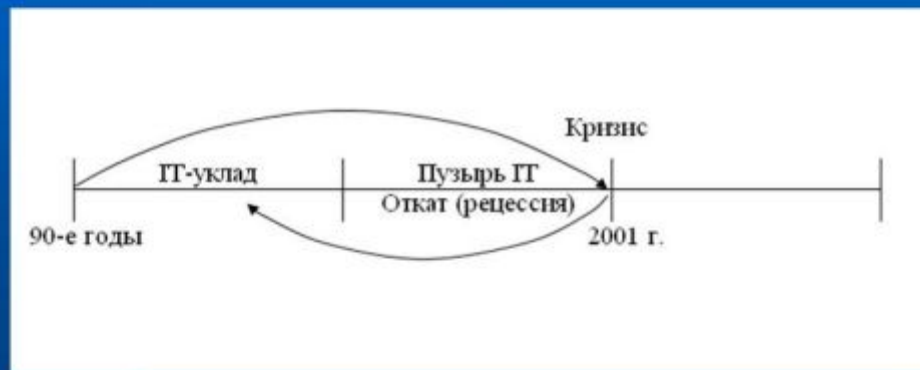 Кризис
IT-уклад
Пузырь IT
Откат (рецессия)
90-е годы
2001 г.